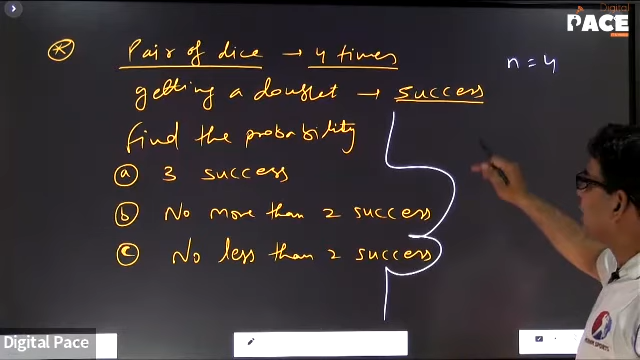 Digital
PACE
* Pair of dice → 4 times
n = 4
getting a doublet → success
find the probability
a 3 success
b No more than 2 success
c No less than 2 success
Digital Pace